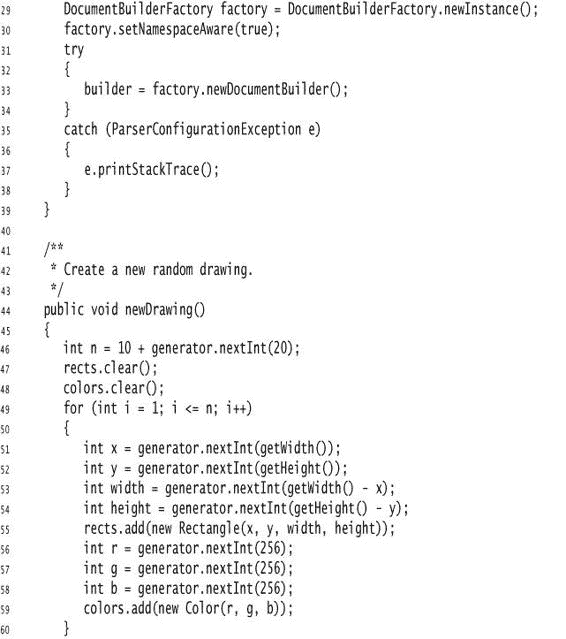 29 DocumentBuilderFactory factory = DocumentBuilderFactory.newInstance();
30 factory.setNamespaceAware(true);
31 try
32 {
33 builder = factory.newDocumentBuilder();
34 }
35 catch (ParserConfigurationException e)
36 {
37 e.printStackTrace();
38 }
39 }
40
41 /**
42 * Create a new random drawing.
43 */
44 public void newDrawing()
45 {
46 int n = 10 + generator.nextInt(20);
47 rects.clear();
48 colors.clear();
49 for (int i = 1; i <= n; i++)
50 {
51 int x = generator.nextInt(getWidth());
52 int y = generator.nextInt(getHeight());
53 int width = generator.nextInt(getWidth() - x);
54 int height = generator.nextInt(getHeight() - y);
55 rects.add(new Rectangle(x, y, width, height));
56 int r = generator.nextInt(256);
57 int g = generator.nextInt(256);
58 int b = generator.nextInt(256);
59 colors.add(new Color(r, g, b));
60 }